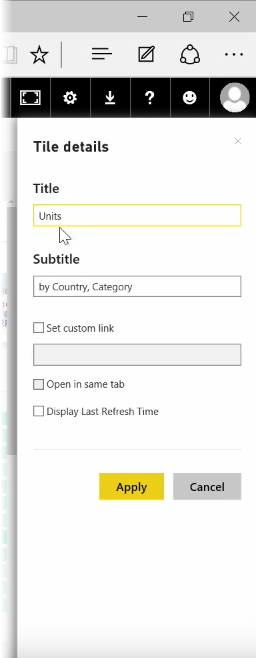 Tile details
Title
Units
Subtitle
by Country, Category
Set custom link
Open in same tab
Display Last Refresh Time
Apply
Cancel